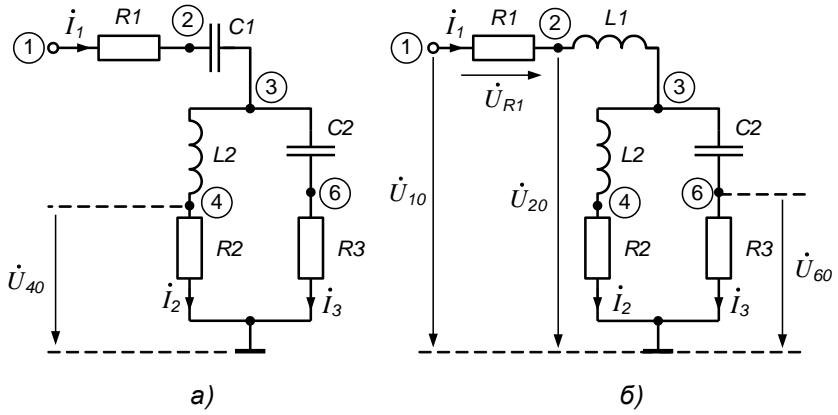 1 İ1 R1 2 C1
3
L2 C2
4 6
U̇40 R2 R3
İ2 İ3
а)
1 İ1 R1 2 L1
U̇R1 3
L2 C2
U̇10 U̇20 4 6
R2 R3 U̇60
İ2 İ3
б)